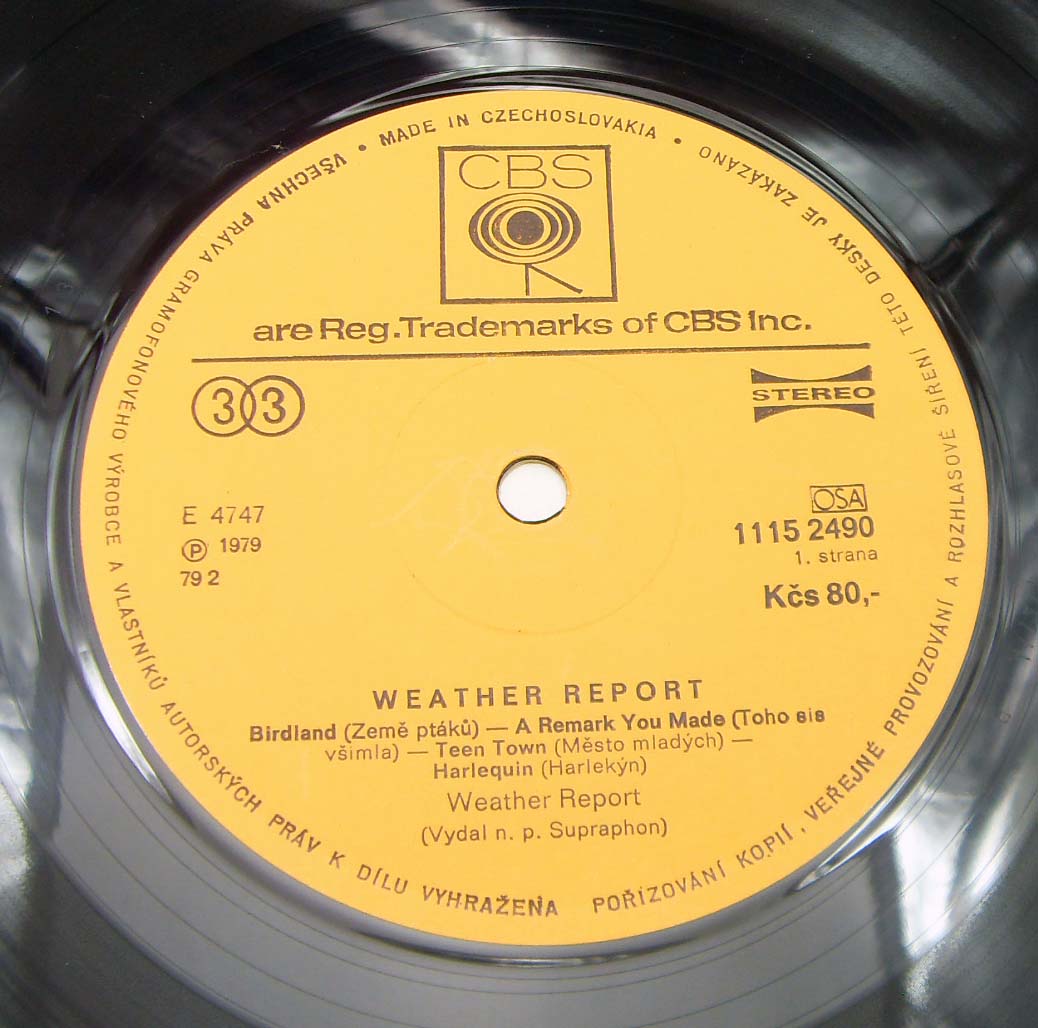 MADE IN CZECHOSLOVAKIA • VŠECHNA PRÁVA GRAMOFONOVÉHO VÝROBCE A VLASTNÍKŮ AUTORSKÝCH PRÁV K DÍLU VYHRAŽENA
POŘIZOVÁNÍ KOPIÍ, VEŘEJNÉ PROVOZOVÁNÍ A ROZHLASOVÉ ŠÍŘENÍ TÉTO DESKY JE ZAKÁZÁNO •
CBS
are Reg.Trademarks of CBS Inc.
33
STEREO
E 4747
℗ 1979
79 2
OSA
1115 2490
1. strana
Kčs 80,-
WEATHER REPORT
Birdland (Země ptáků) — A Remark You Made (Toho sis
všimla) — Teen Town (Město mladých) —
Harlequin (Harlekýn)
Weather Report
(Vydal n. p. Supraphon)